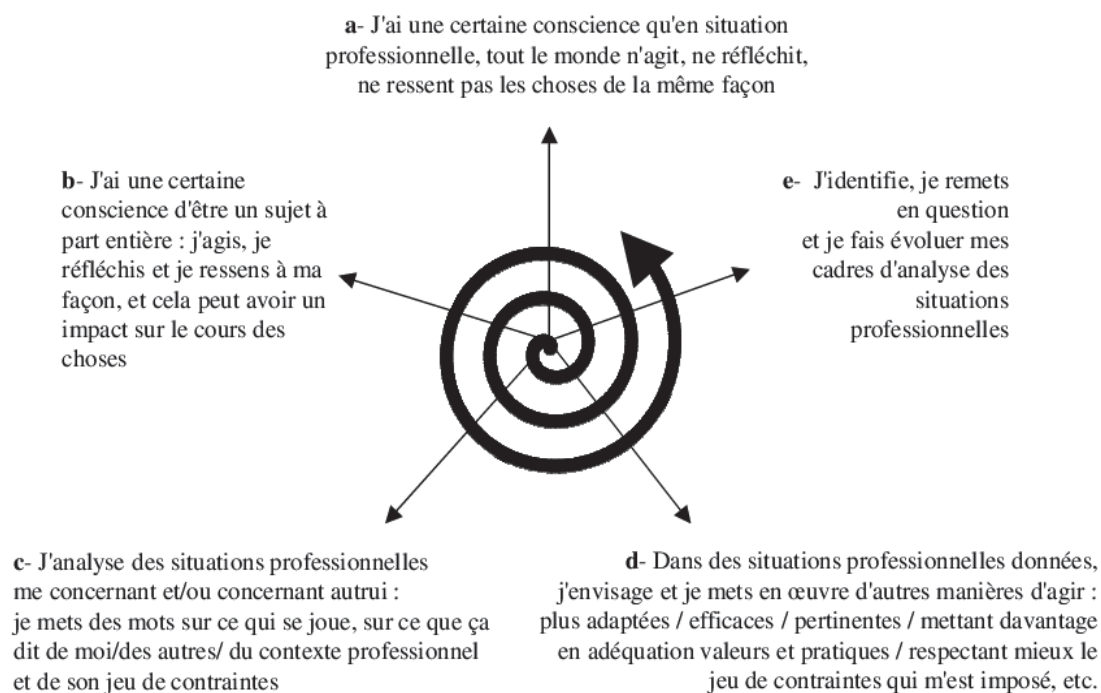 a- J'ai une certaine conscience qu'en situation
professionnelle, tout le monde n'agit, ne réfléchit,
ne ressent pas les choses de la même façon
b- J'ai une certaine
conscience d'être un sujet à
part entière : j'agis, je
réfléchis et je ressens à ma
façon, et cela peut avoir un
impact sur le cours des
choses
e- J'identifie, je remets
en question
et je fais évoluer mes
cadres d'analyse des
situations
professionnelles
c- J'analyse des situations professionnelles
me concernant et/ou concernant autrui :
je mets des mots sur ce qui se joue, sur ce que ça
dit de moi/des autres/ du contexte professionnel
et de son jeu de contraintes
d- Dans des situations professionnelles données,
j'envisage et je mets en œuvre d'autres manières d'agir :
plus adaptées / efficaces / pertinentes / mettant davantage
en adéquation valeurs et pratiques / respectant mieux le
jeu de contraintes qui m'est imposé, etc.